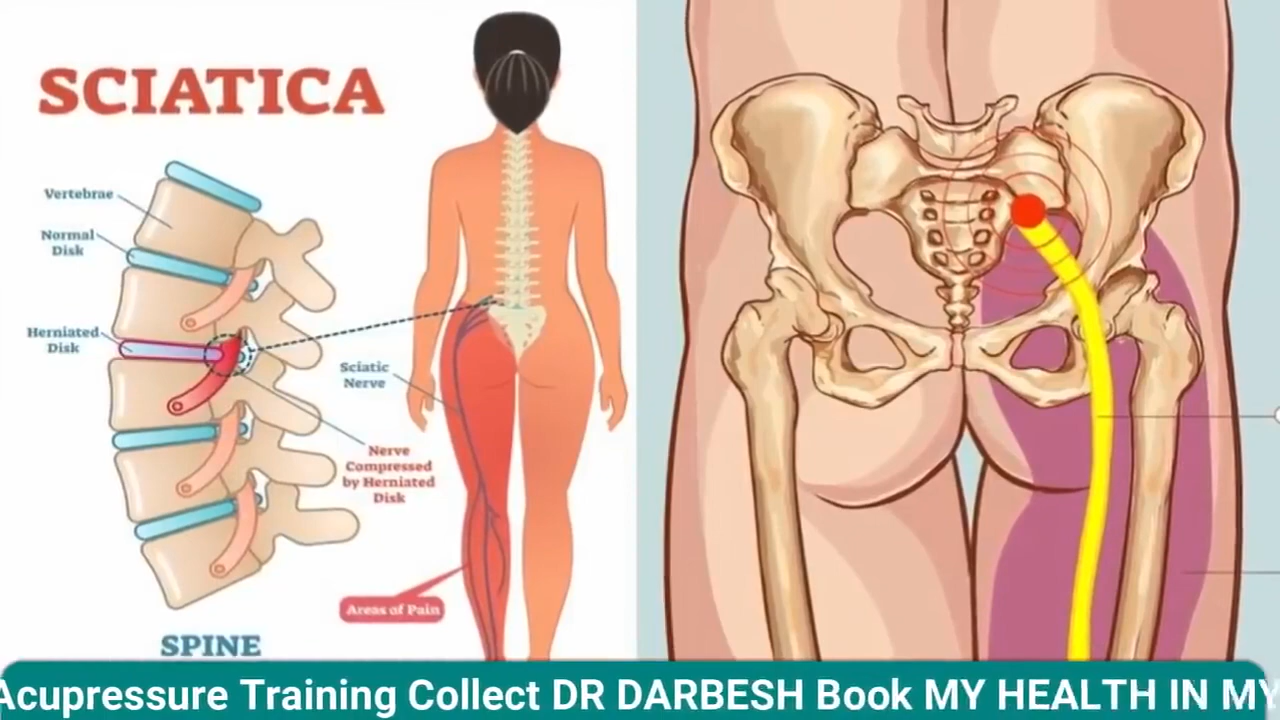 SCIATICA
Vertebrae
Normal
Disk
Herniated
Disk
Sciatic
Nerve
Nerve
Compressed
by Herniated
Disk
Areas of Pain
SPINE
Acupressure Training Collect DR DARBESH Book MY HEALTH IN MY